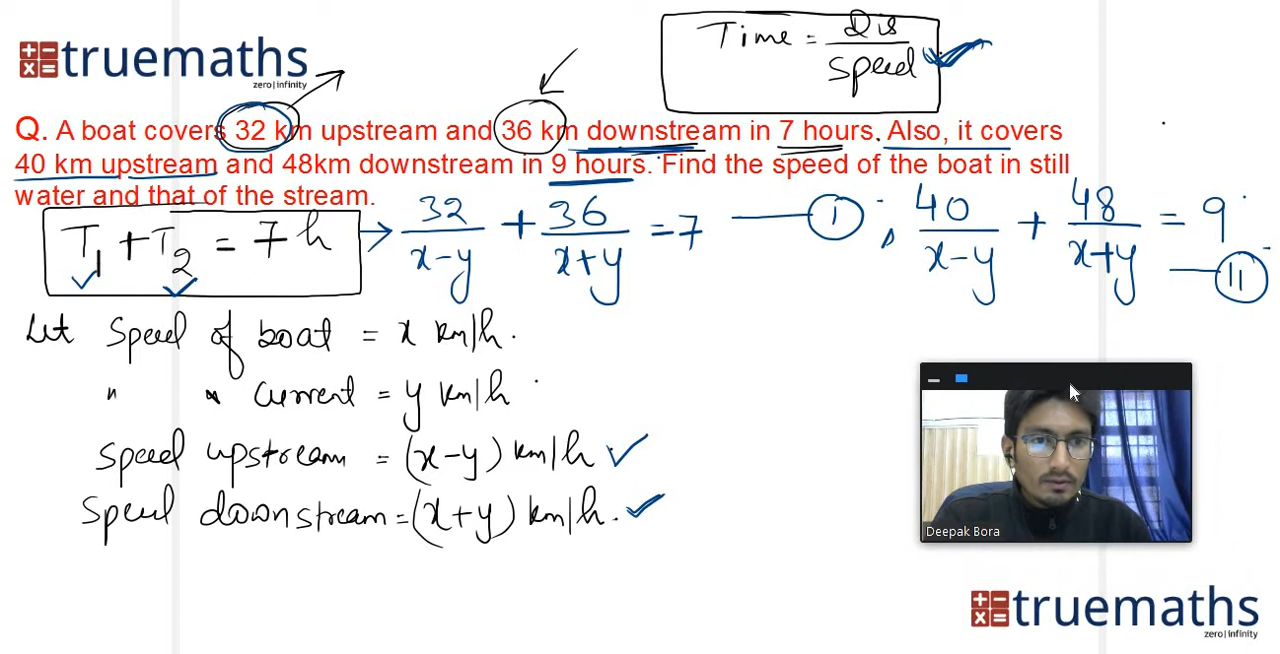 truemaths
zero|infinity
Time = Dis / Speed
Q. A boat covers 32 km upstream and 36 km downstream in 7 hours. Also, it covers
40 km upstream and 48km downstream in 9 hours. Find the speed of the boat in still
water and that of the stream.
T1 + T2 = 7 h → 32/(x-y) + 36/(x+y) = 7 — (I) ; 40/(x-y) + 48/(x+y) = 9 — (II)
Let Speed of boat = x km/h.
" " Current = y km/h
Speed upstream = (x-y) km/h ✓
Speed downstream = (x+y) km/h. ✓
Deepak Bora
truemaths
zero|infinity